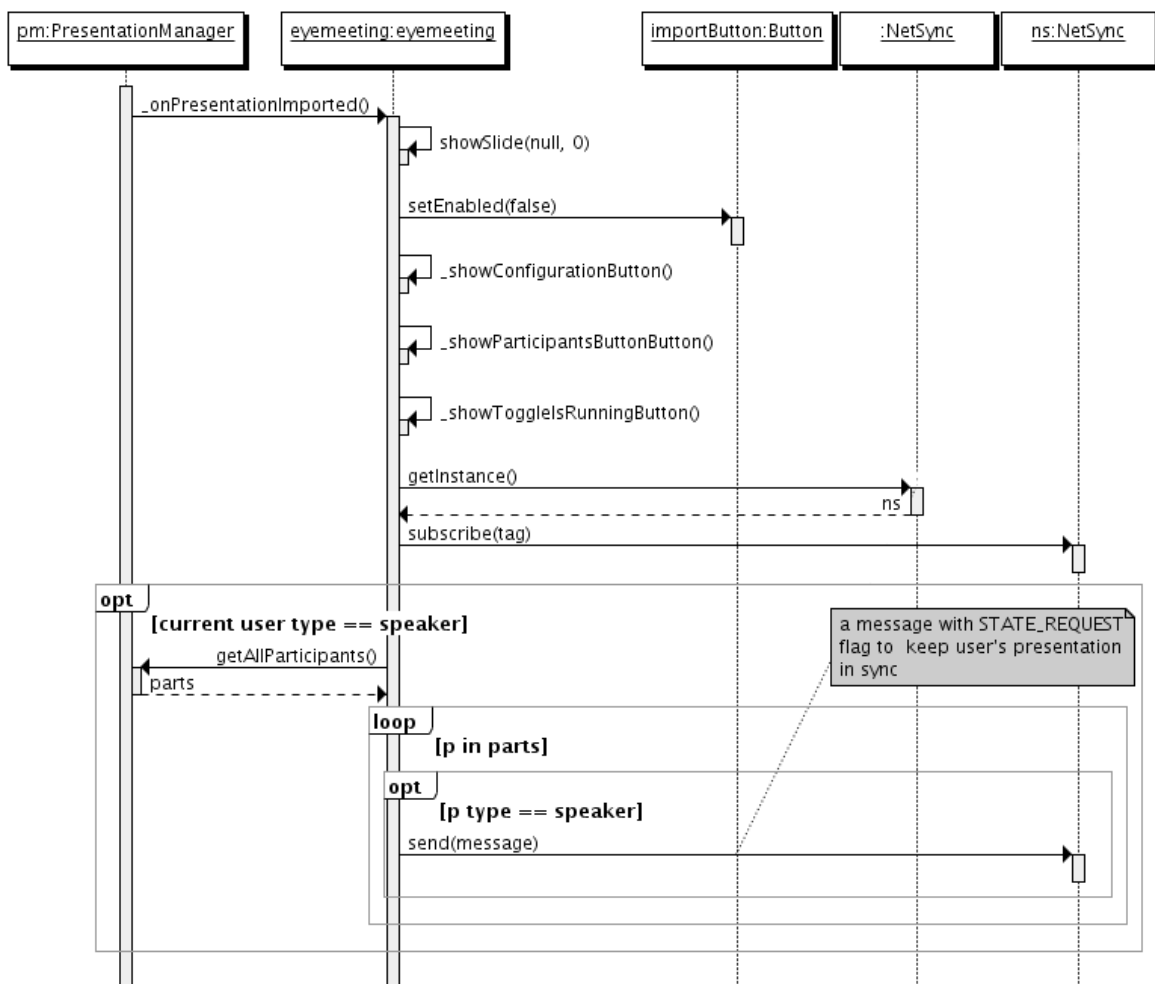 pm:PresentationManager
eyemeeting:eyemeeting
importButton:Button
:NetSync
ns:NetSync
_onPresentationImported()
showSlide(null, 0)
setEnabled(false)
_showConfigurationButton()
_showParticipantsButtonButton()
_showToggleIsRunningButton()
getInstance()
ns
subscribe(tag)
opt
[current user type == speaker]
a message with STATE_REQUEST
flag to keep user's presentation
in sync
getAllParticipants()
parts
loop
[p in parts]
opt
[p type == speaker]
send(message)